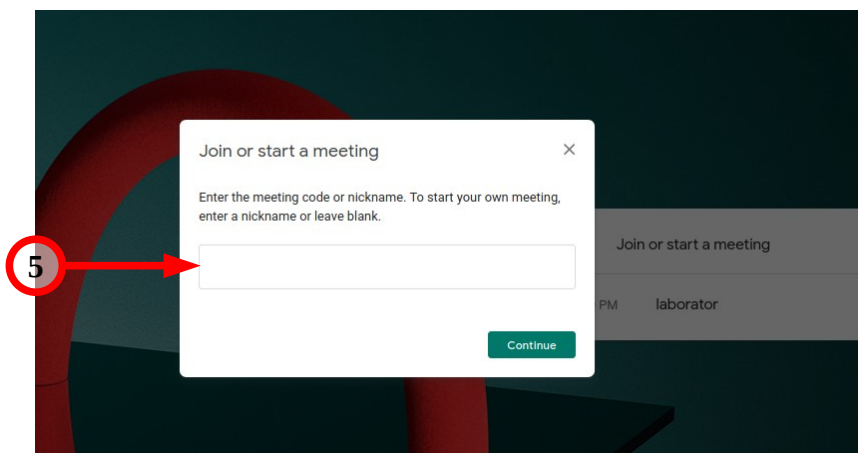 Join or start a meeting
Enter the meeting code or nickname. To start your own meeting,
enter a nickname or leave blank.
5
Continue
Join or start a meeting
PM laborator